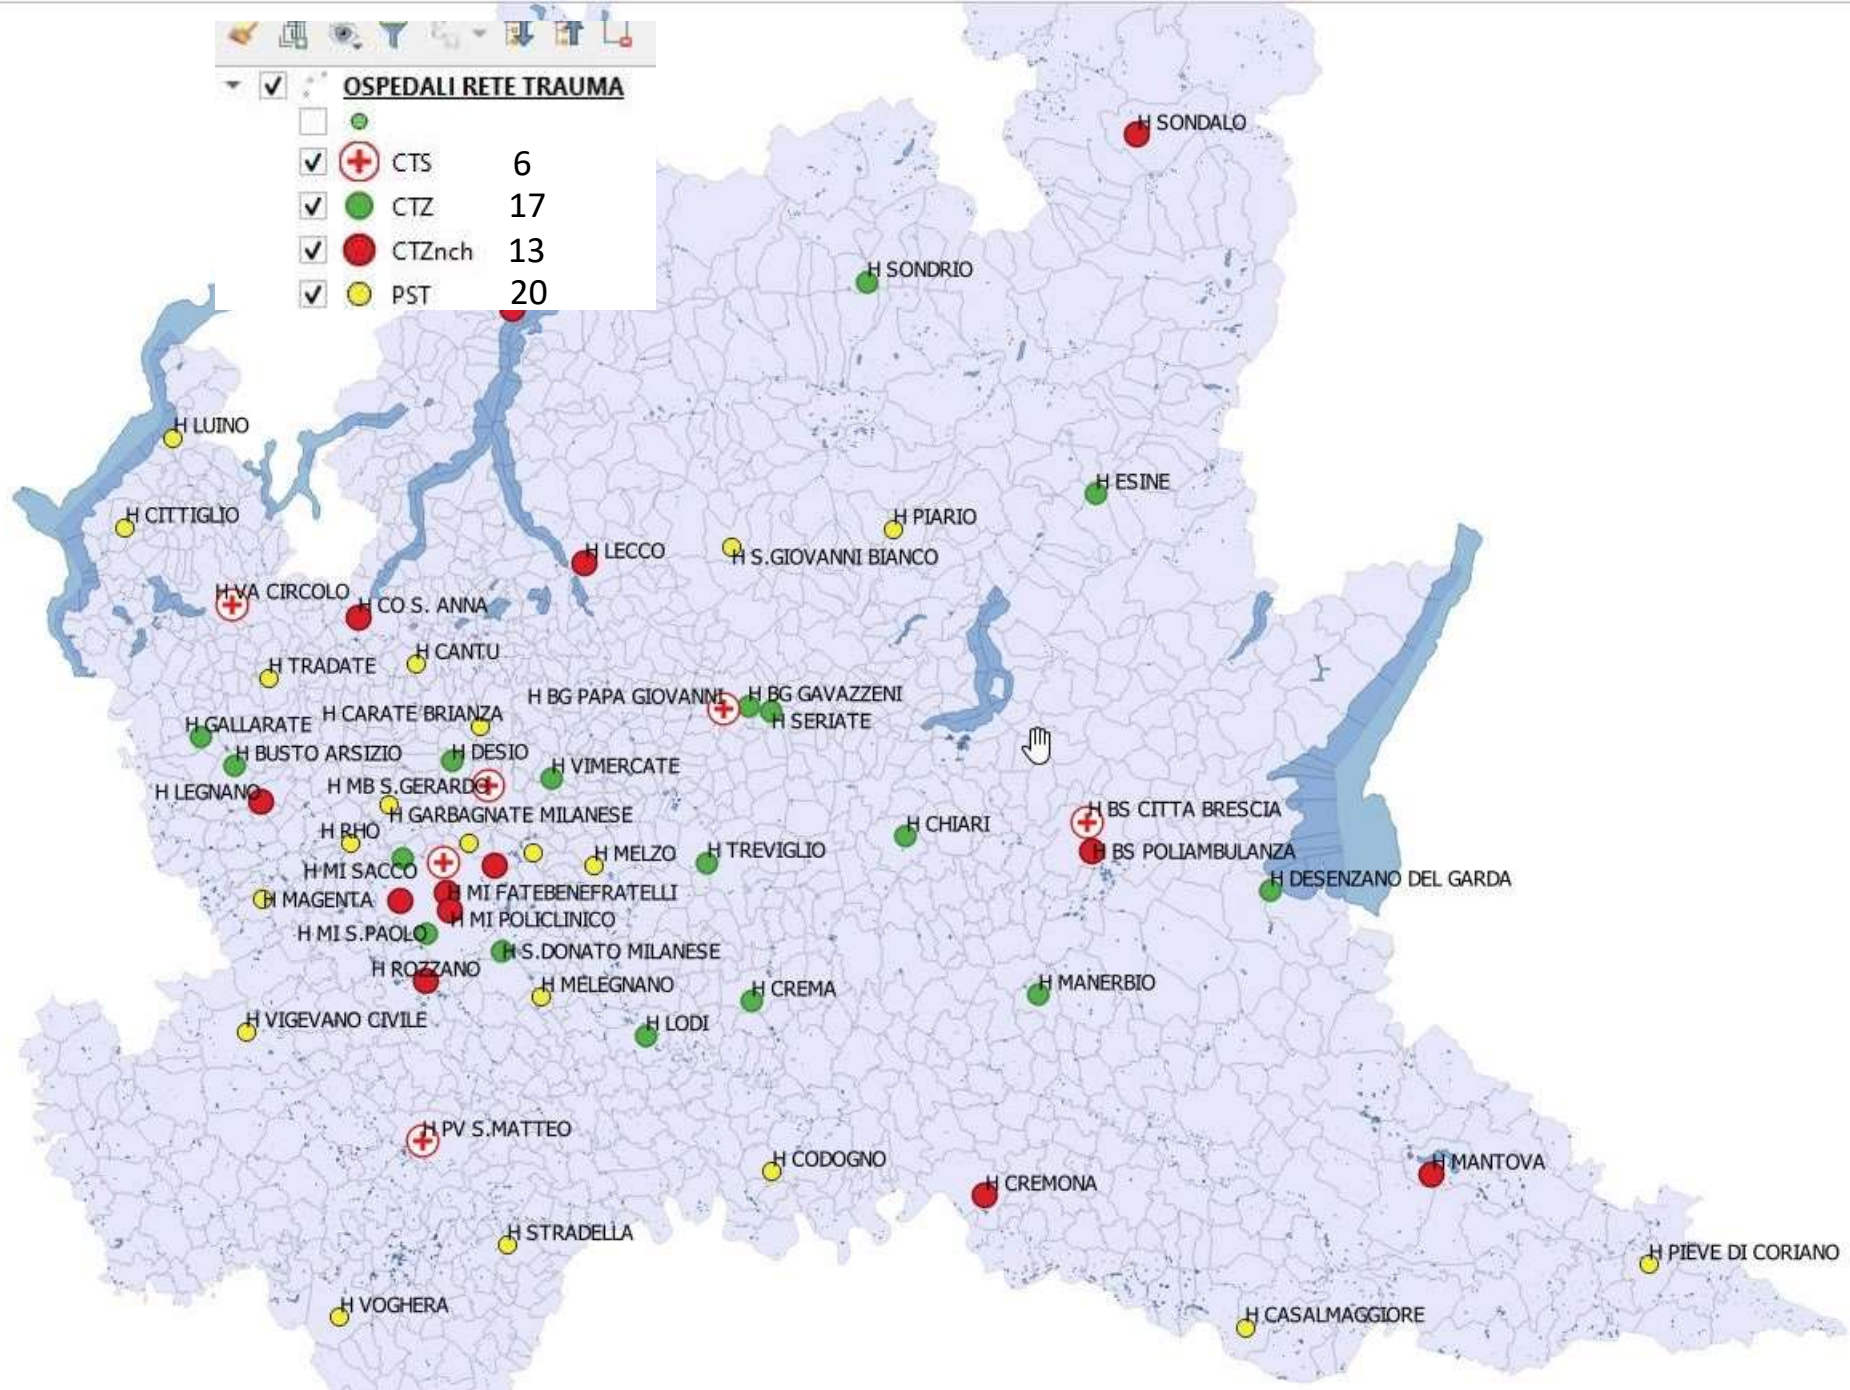 OSPEDALI RETE TRAUMA
CTS 6
CTZ 17
CTZnch 13
PST 20
H SONDALO
H SONDRIO
H LUINO
H ESINE
H CITTIGLIO
H PIARIO
H LECCO
H S.GIOVANNI BIANCO
H VA CIRCOLO
H CO S. ANNA
H CANTU
H TRADATE
H BG PAPA GIOVANNI
H BG GAVAZZENI
H CARATE BRIANZA
H SERIATE
H GALLARATE
H BUSTO ARSIZIO
H DESIO
H VIMERCATE
H MB S.GERARDO
H LEGNANO
H BS CITTA BRESCIA
H GARBAGNATE MILANESE
H CHIARI
H RHO
H MELZO
H TREVIGLIO
H BS POLIAMBULANZA
H MI SACCO
H DESENZANO DEL GARDA
H MI FATEBENEFRATELLI
H MAGENTA
H MI POLICLINICO
H MI S.PAOLO
H S.DONATO MILANESE
H ROZZANO
H MELEGNANO
H CREMA
H MANERBIO
H VIGEVANO CIVILE
H LODI
H PV S.MATTEO
H CODOGNO
H MANTOVA
H CREMONA
H STRADELLA
H PIEVE DI CORIANO
H VOGHERA
H CASALMAGGIORE